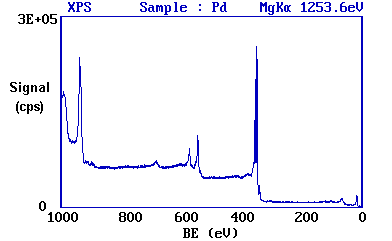 XPS Sample : Pd MgKα 1253.6eV
3E+05
Signal
(cps)
0
1000 800 600 400 200 0
BE (eV)